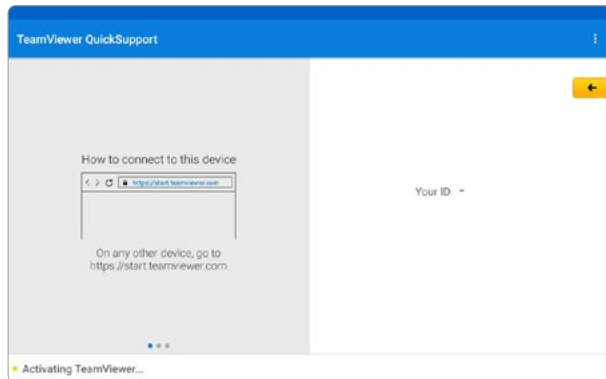 TeamViewer QuickSupport
How to connect to this device
https://start.teamviewer.com
On any other device, go to
https://start.teamviewer.com
Your ID -
Activating TeamViewer...